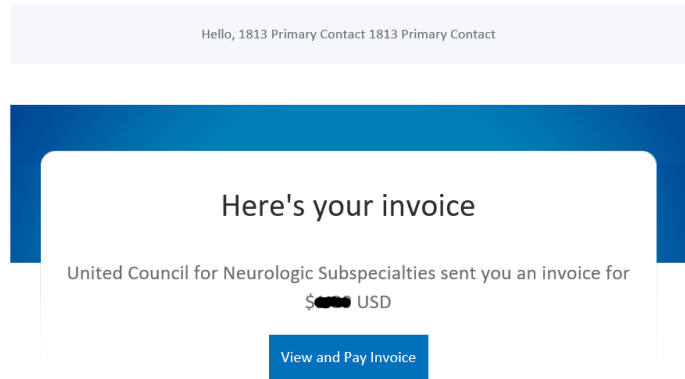 Hello, 1813 Primary Contact 1813 Primary Contact
Here's your invoice
United Council for Neurologic Subspecialties sent you an invoice for
$ USD
View and Pay Invoice